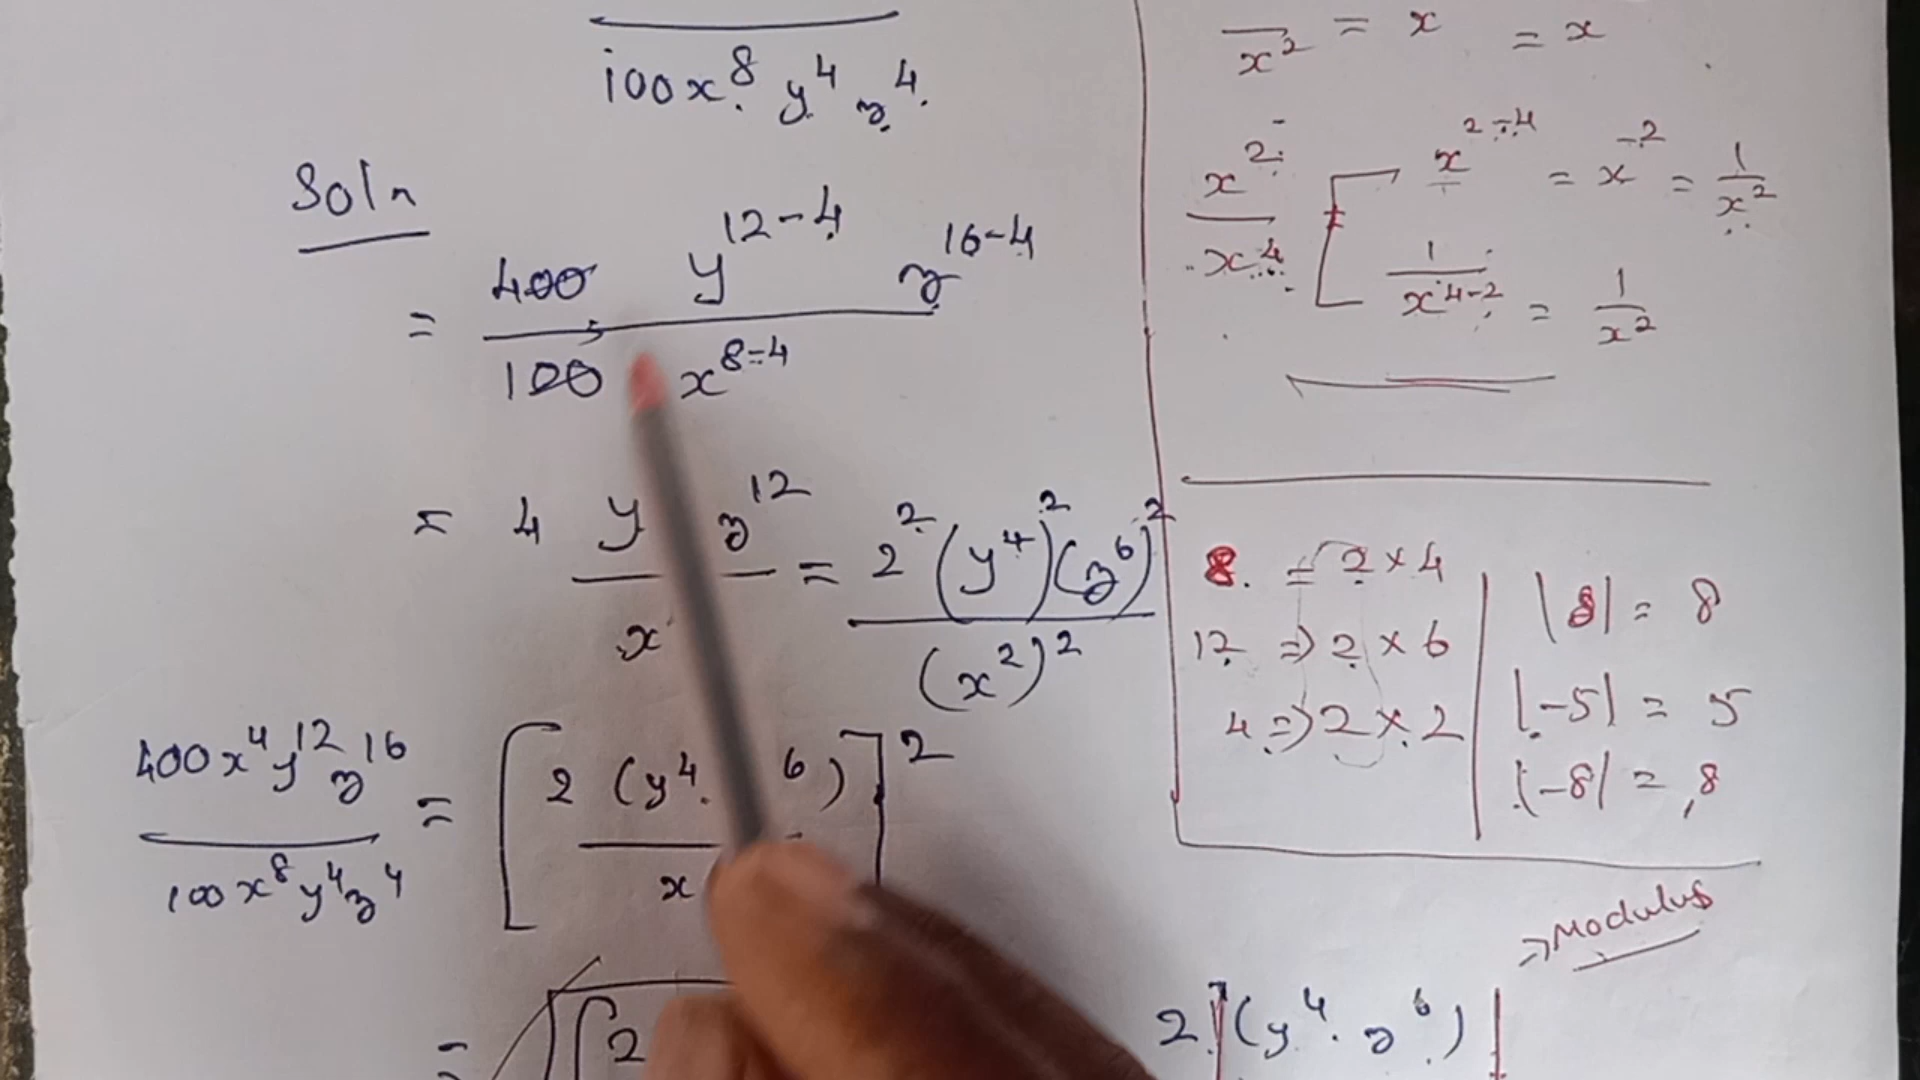 100x⁸ y⁴ z⁴.
Soln
= 400 y¹²⁻⁴ z¹⁶⁻⁴
100 x⁸⁻⁴
= 4 y z¹² = 2² (y⁴)² (z⁶)²
x (x²)²
400x⁴y¹²z¹⁶ = [2 (y⁴. ⁶)]²
100x⁸y⁴z⁴ x
= √[2
2|(y⁴. z⁶)|
x² = x = x
x² x²⁻⁴ = x⁻² = 1/x²
x⁴ 1/x⁴⁻² = 1/x²
8. = 2×4
12 ⇒ 2×6
4 ⇒ 2×2
|8| = 8
|-5| = 5
|-8| = 8
⇒ Modulus